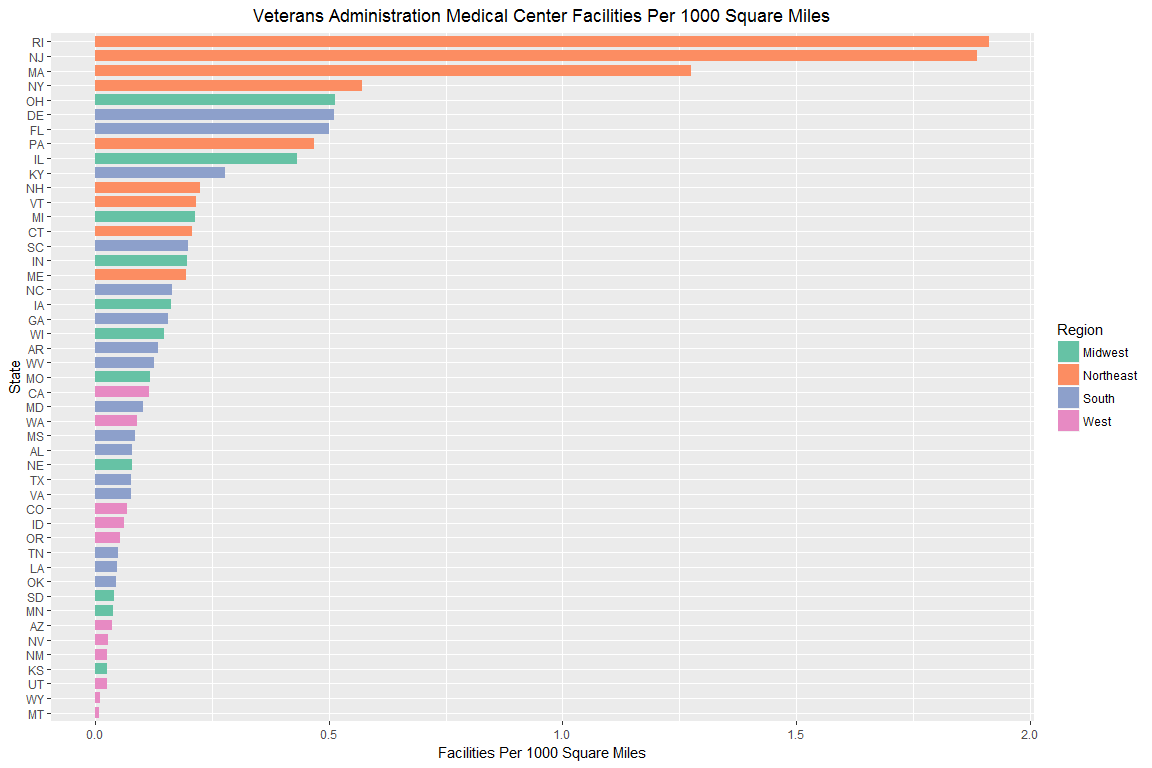 Veterans Administration Medical Center Facilities Per 1000 Square Miles
RI
NJ
MA
NY
OH
DE
FL
PA
IL
KY
NH
VT
MI
CT
SC
IN
ME
NC
IA
GA
WI
AR
WV
MO
CA
MD
WA
MS
AL
NE
TX
VA
CO
ID
OR
TN
LA
OK
SD
MN
AZ
NV
NM
KS
UT
WY
MT
State
0.0 0.5 1.0 1.5 2.0
Facilities Per 1000 Square Miles
Region
Midwest
Northeast
South
West